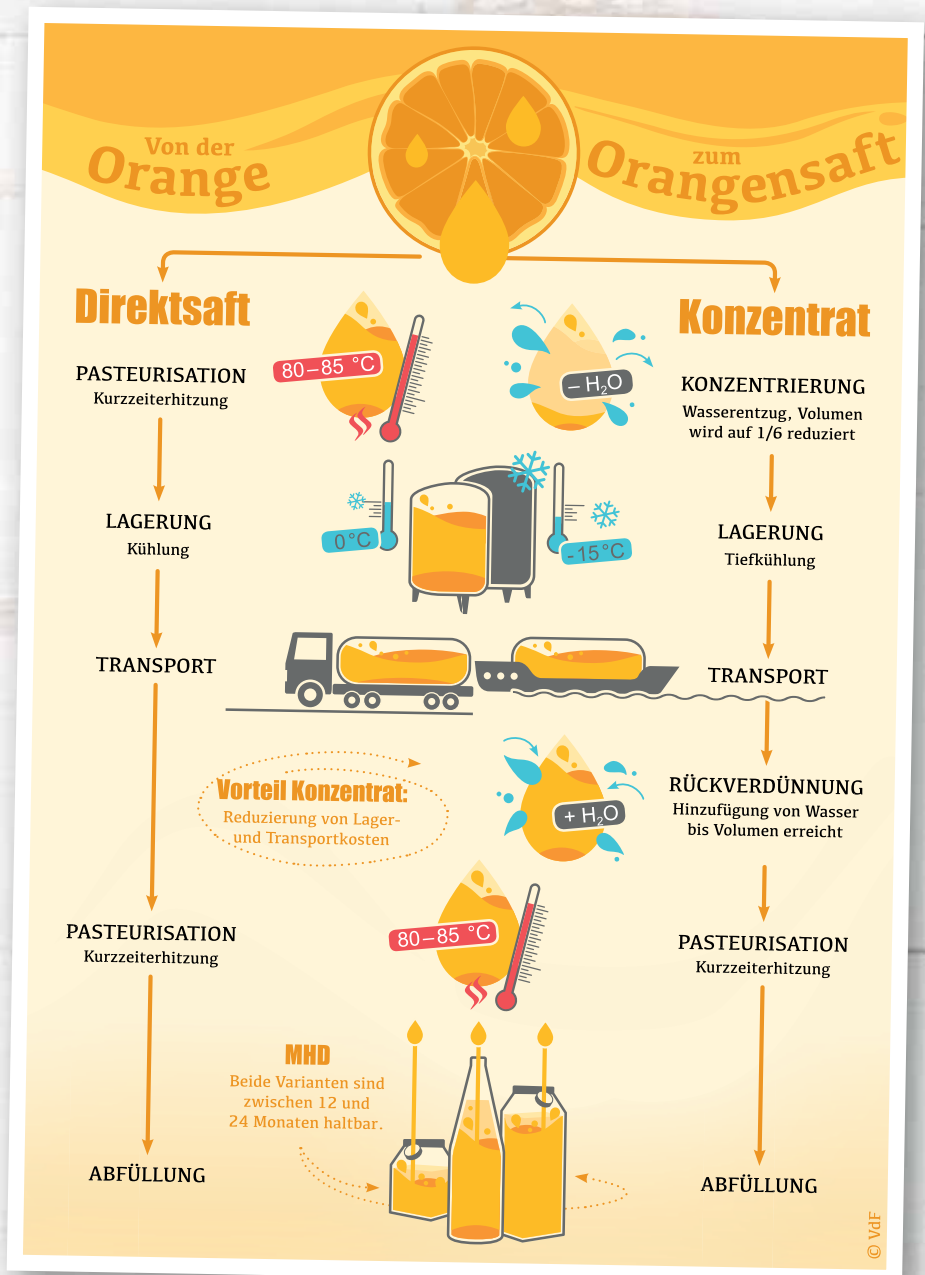 Von der
Orange
zum
Orangensaft
Direktsaft
PASTEURISATION
Kurzzeiterhitzung
LAGERUNG
Kühlung
TRANSPORT
PASTEURISATION
Kurzzeiterhitzung
ABFÜLLUNG
80–85 °C
– H₂O
0°C
-15°C
Vorteil Konzentrat:
Reduzierung von Lager-
und Transportkosten
+ H₂O
80–85 °C
MHD
Beide Varianten sind
zwischen 12 und
24 Monaten haltbar.
Konzentrat
KONZENTRIERUNG
Wasserentzug, Volumen
wird auf 1/6 reduziert
LAGERUNG
Tiefkühlung
TRANSPORT
RÜCKVERDÜNNUNG
Hinzufügung von Wasser
bis Volumen erreicht
PASTEURISATION
Kurzzeiterhitzung
ABFÜLLUNG
© VdF